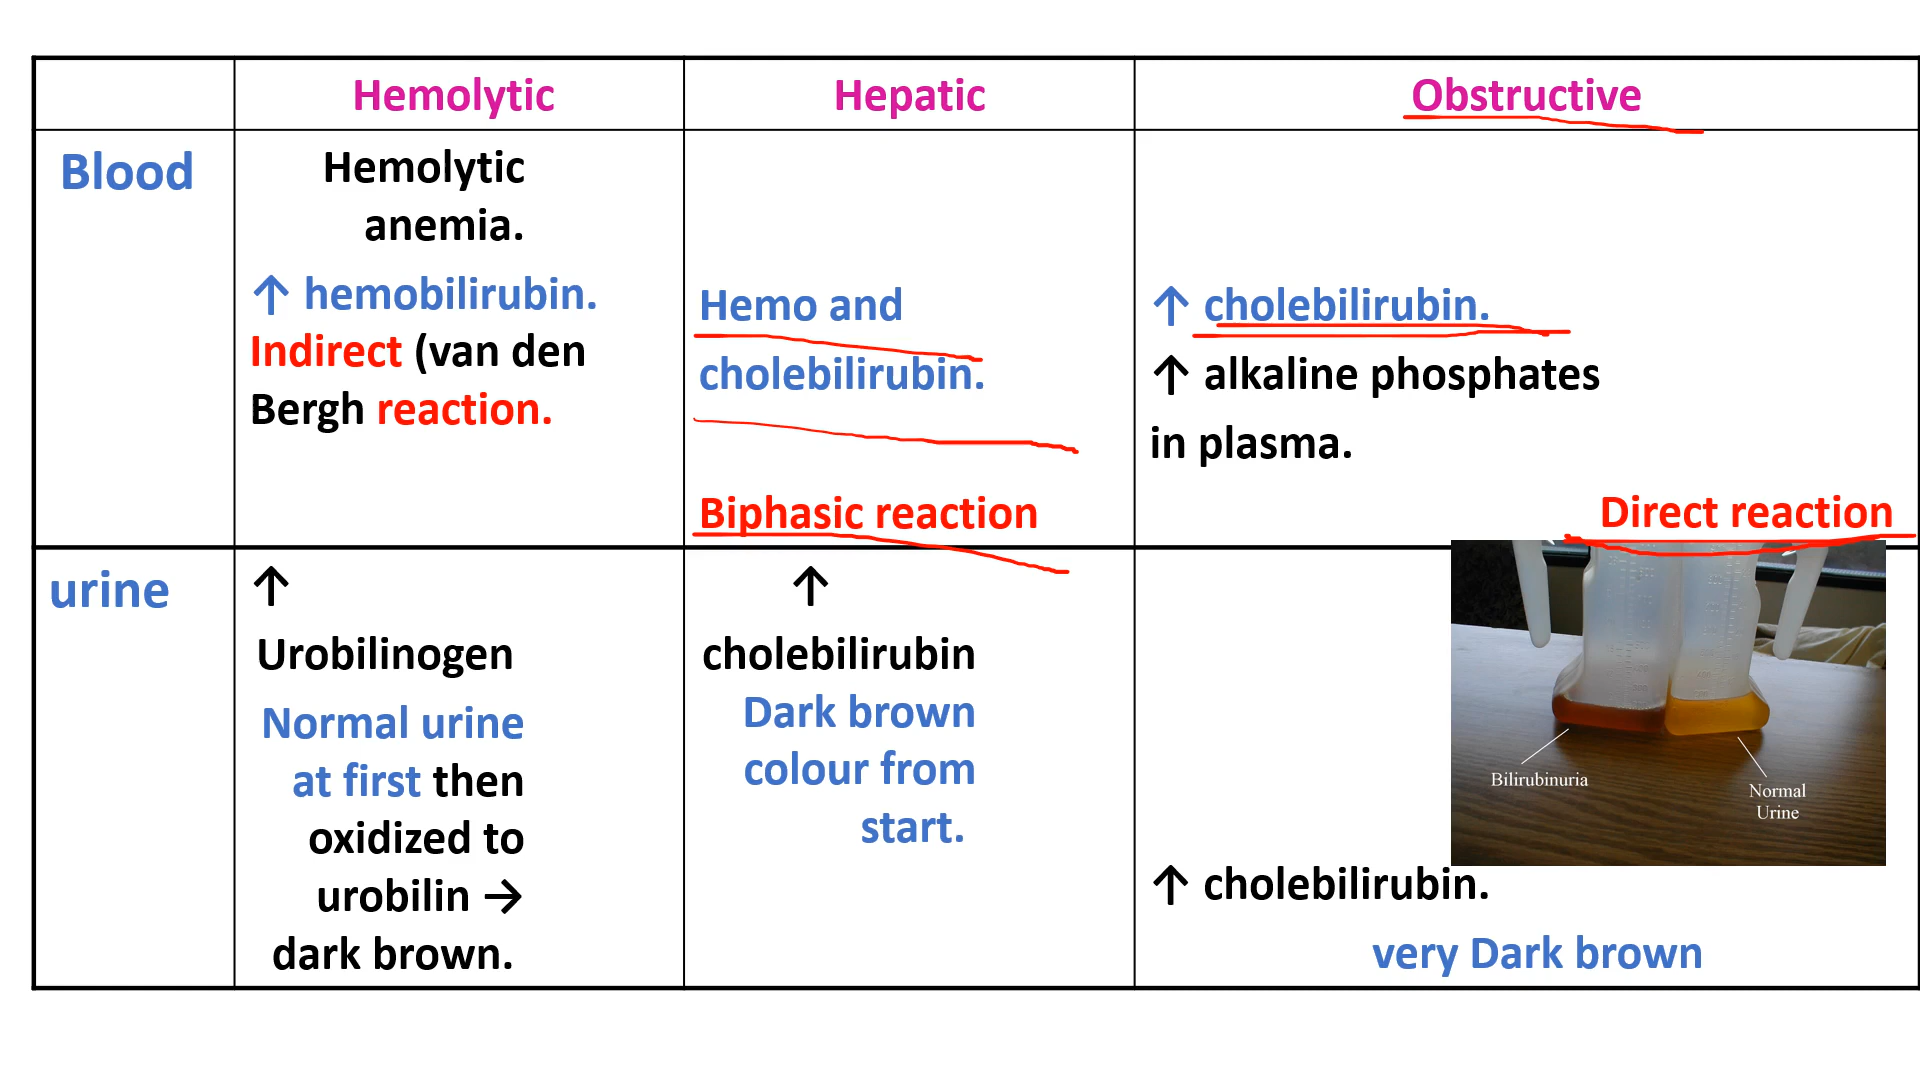 Hemolytic
Hepatic
Obstructive
Blood
Hemolytic
anemia.
↑ hemobilirubin.
Indirect (van den
Bergh reaction.
Hemo and
cholebilirubin.
Biphasic reaction
↑ cholebilirubin.
↑ alkaline phosphates
in plasma.
Direct reaction
urine
↑
Urobilinogen
Normal urine
at first then
oxidized to
urobilin →
dark brown.
↑
cholebilirubin
Dark brown
colour from
start.
Bilirubinuria
Normal
Urine
↑ cholebilirubin.
very Dark brown